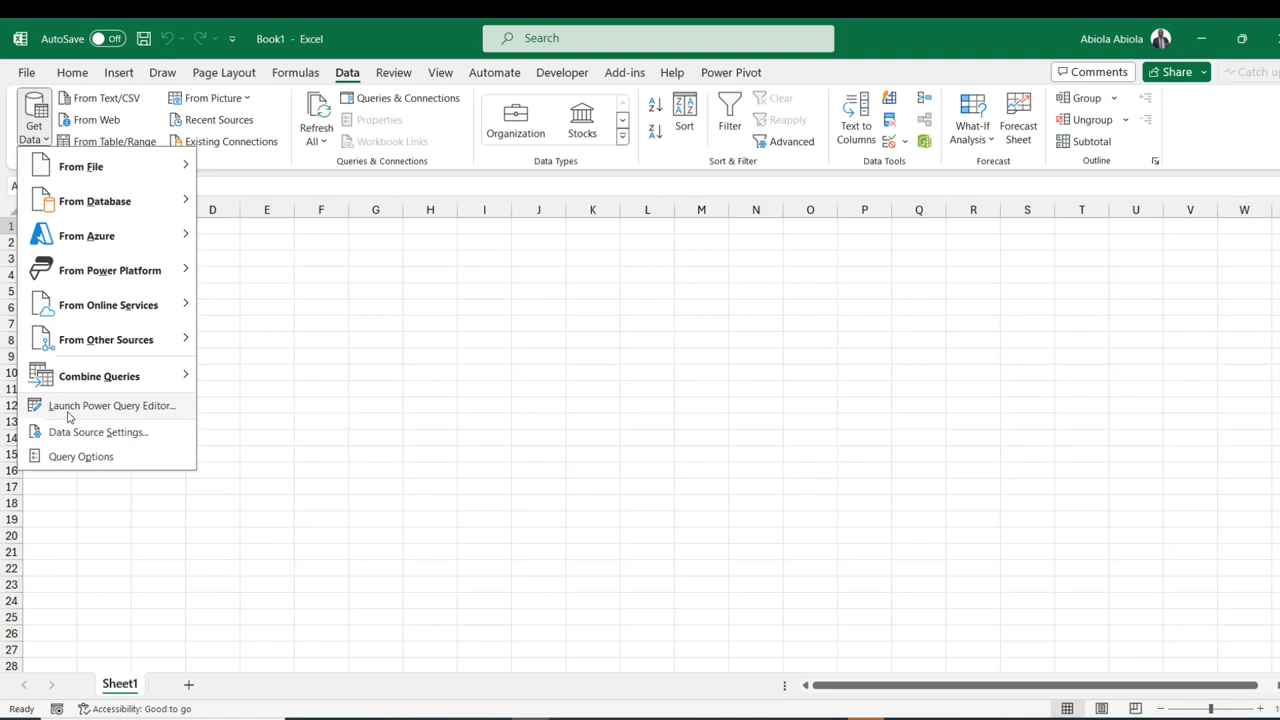 AutoSave Off Book1 - Excel Search Abiola Abiola
File Home Insert Draw Page Layout Formulas Data Review View Automate Developer Add-ins Help Power Pivot Comments Share
Get Data
From Text/CSV
From Web
From Table/Range
From Picture
Recent Sources
Existing Connections
Refresh All
Queries & Connections
Properties
Workbook Links
Queries & Connections
Organization
Stocks
Data Types
Sort
Filter
Clear
Reapply
Advanced
Sort & Filter
Text to Columns
Data Tools
What-If Analysis
Forecast Sheet
Forecast
Group
Ungroup
Subtotal
Outline
From File
From Database
From Azure
From Power Platform
From Online Services
From Other Sources
Combine Queries
Launch Power Query Editor...
Data Source Settings...
Query Options
D E F G H I J K L M N O P Q R S T U V W
1
2
3
4
5
6
7
8
9
10
11
12
13
14
15
16
17
18
19
20
21
22
23
24
25
26
27
28
Sheet1
Ready Accessibility: Good to go